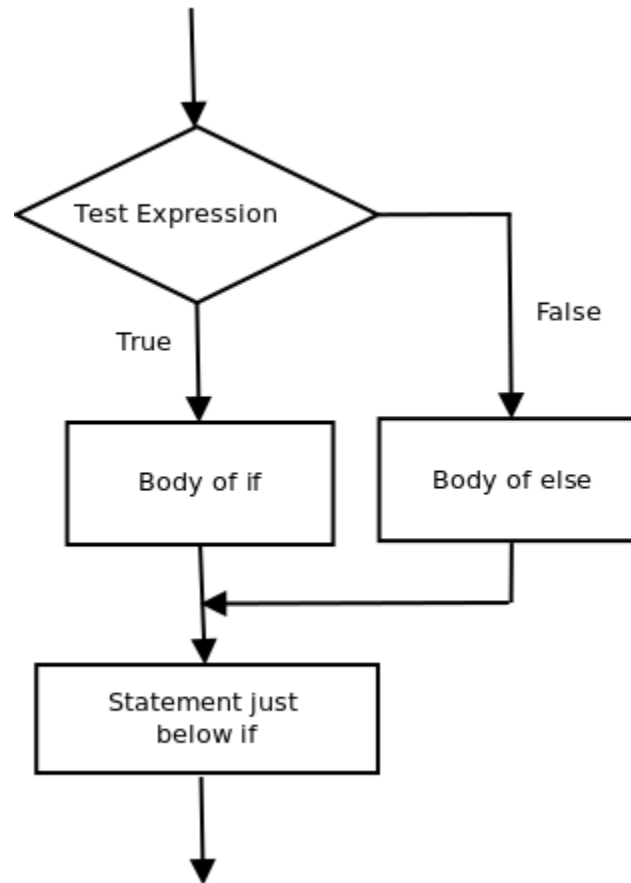 Test Expression
False
True
Body of if
Body of else
Statement just
below if